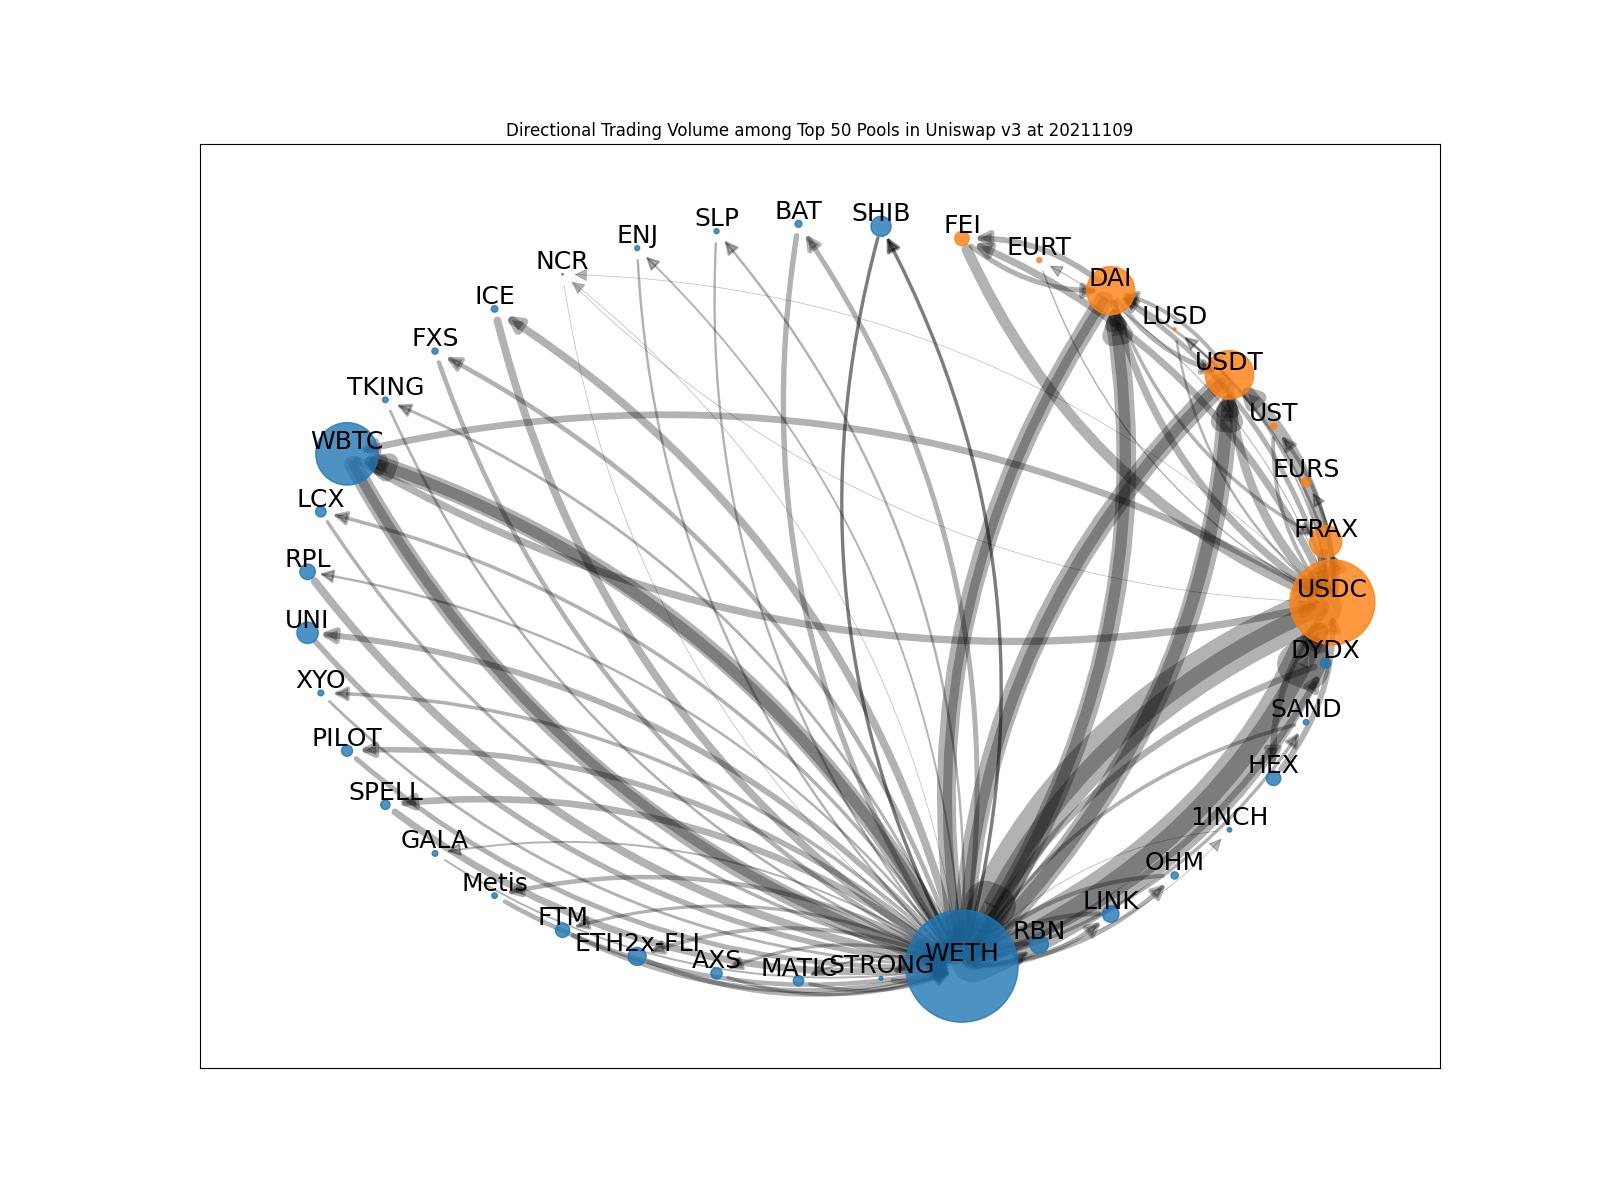 Directional Trading Volume among Top 50 Pools in Uniswap v3 at 20211109
BAT
SHIB
SLP
FEI
ENJ
EURT
NCR
DAI
ICE
LUSD
FXS
USDT
TKING
UST
WBTC
EURS
LCX
FRAX
RPL
USDC
UNI
DYDX
XYO
SAND
PILOT
HEX
SPELL
1INCH
GALA
OHM
Metis
LINK
FTM
RBN
ETH2x-FLI
WETH
AXS
MATIC
STRONG